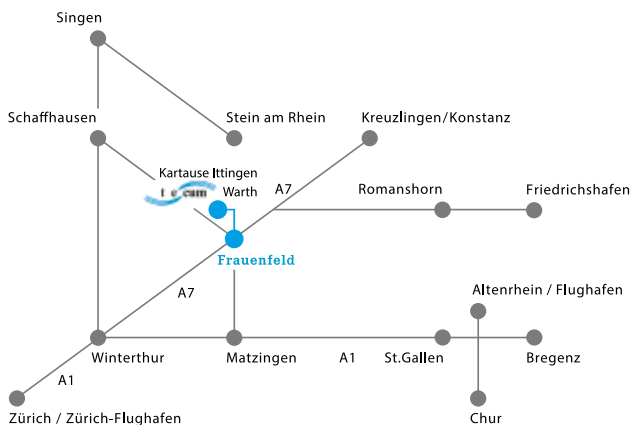 Singen
Schaffhausen
Stein am Rhein
Kreuzlingen/Konstanz
Kartause Ittingen
t e cum
Warth
A7
Romanshorn
Friedrichshafen
Frauenfeld
A7
Altenrhein / Flughafen
Winterthur
Matzingen
A1
St.Gallen
Bregenz
A1
Zürich / Zürich-Flughafen
Chur